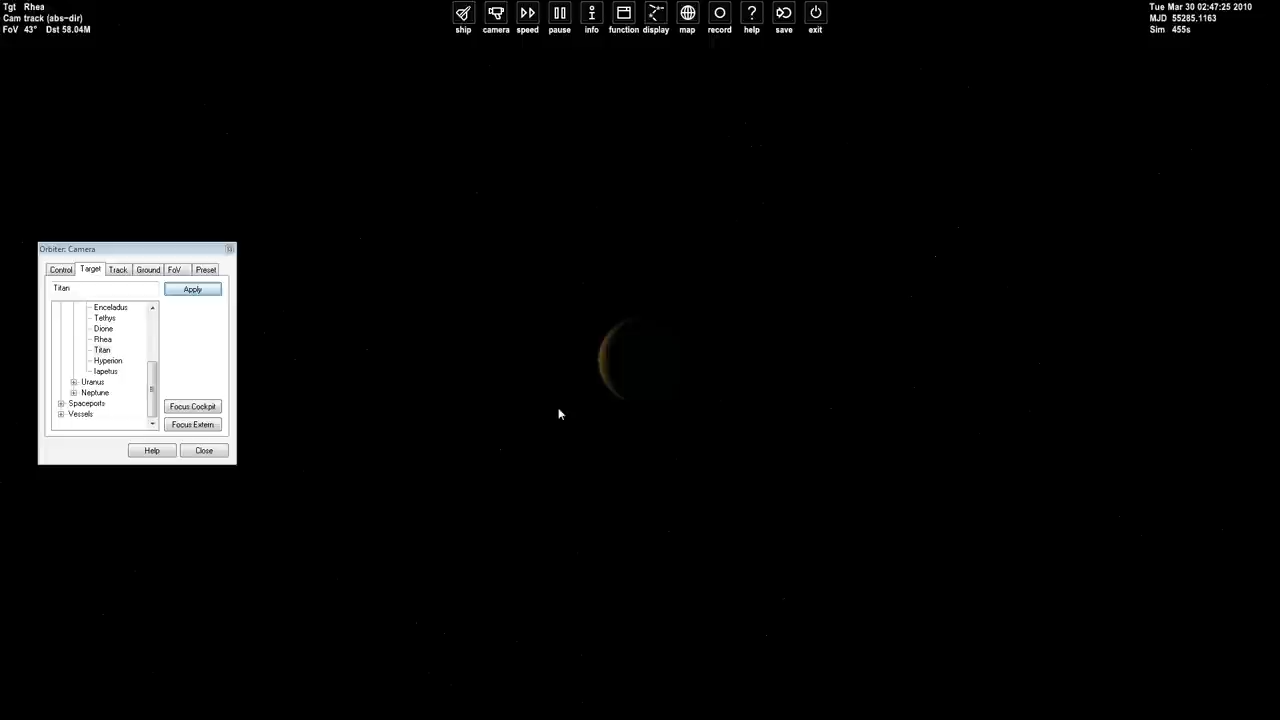 Tgt Rhea
Cam track (abs-dir)
FoV 43° Dst 58.04M
ship camera speed pause info function display map record help save exit
Tue Mar 30 02:47:25 2010
MJD 55285.1163
Sim 455s
Orbiter: Camera
Control Target Track Ground FoV Preset
Titan
Apply
Enceladus
Tethys
Dione
Rhea
Titan
Hyperion
Iapetus
Uranus
Neptune
Spaceports
Vessels
Focus Cockpit
Focus Extern
Help Close